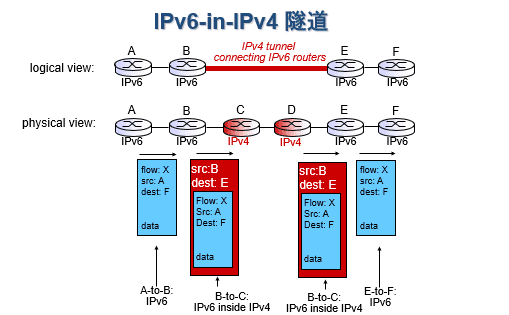 IPv6-in-IPv4 隧道
IPv4 tunnel
connecting IPv6 routers
A B E F
logical view:
IPv6 IPv6 IPv6 IPv6
A B C D E F
physical view:
IPv6 IPv6 IPv4 IPv4 IPv6 IPv6
flow: X
src: A
dest: F
data
src:B
dest: E
Flow: X
Src: A
Dest: F
data
src:B
dest: E
Flow: X
Src: A
Dest: F
data
flow: X
src: A
dest: F
data
A-to-B:
IPv6
B-to-C:
IPv6 inside IPv4
B-to-C:
IPv6 inside IPv4
E-to-F:
IPv6